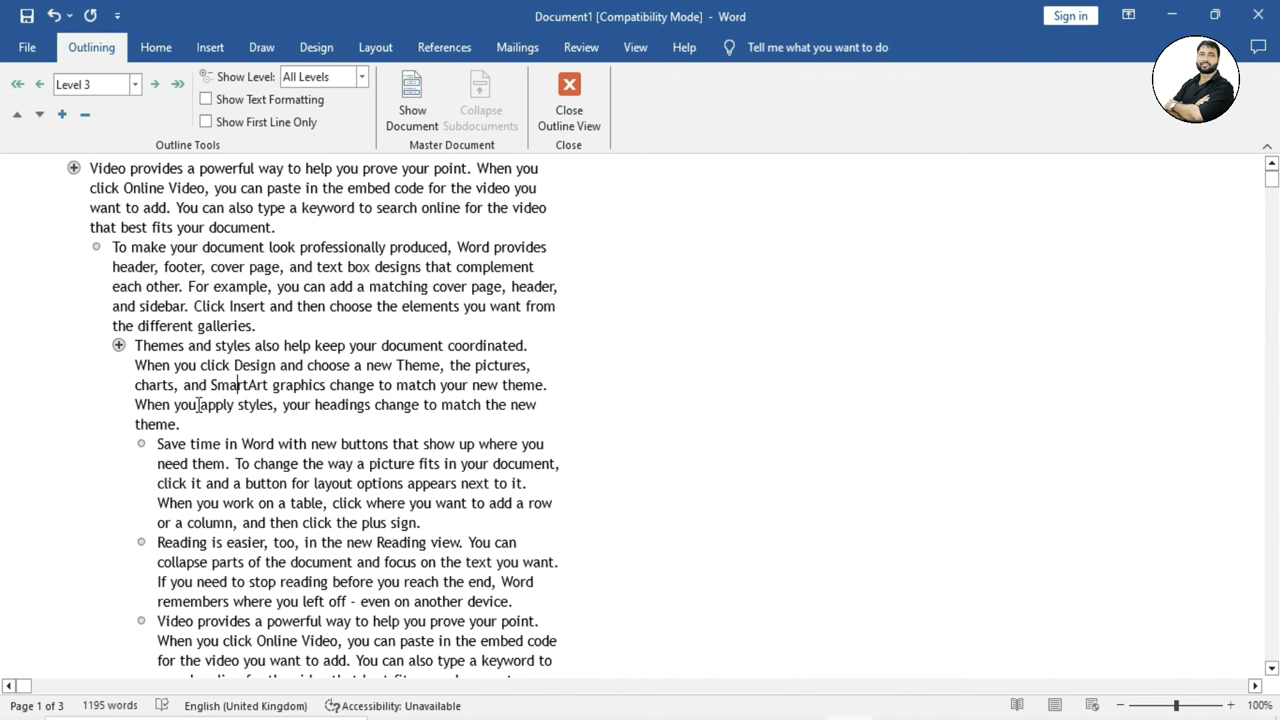 Document1 [Compatibility Mode] - Word
Sign in
File Outlining Home Insert Draw Design Layout References Mailings Review View Help Tell me what you want to do
Level 3
Show Level: All Levels
Show Text Formatting
Show First Line Only
Outline Tools
Show Document
Collapse Subdocuments
Master Document
Close Outline View
Close
Video provides a powerful way to help you prove your point. When you
click Online Video, you can paste in the embed code for the video you
want to add. You can also type a keyword to search online for the video
that best fits your document.
To make your document look professionally produced, Word provides
header, footer, cover page, and text box designs that complement
each other. For example, you can add a matching cover page, header,
and sidebar. Click Insert and then choose the elements you want from
the different galleries.
Themes and styles also help keep your document coordinated.
When you click Design and choose a new Theme, the pictures,
charts, and SmartArt graphics change to match your new theme.
When you apply styles, your headings change to match the new
theme.
Save time in Word with new buttons that show up where you
need them. To change the way a picture fits in your document,
click it and a button for layout options appears next to it.
When you work on a table, click where you want to add a row
or a column, and then click the plus sign.
Reading is easier, too, in the new Reading view. You can
collapse parts of the document and focus on the text you want.
If you need to stop reading before you reach the end, Word
remembers where you left off - even on another device.
Video provides a powerful way to help you prove your point.
When you click Online Video, you can paste in the embed code
for the video you want to add. You can also type a keyword to
Page 1 of 3 1195 words English (United Kingdom) Accessibility: Unavailable 100%